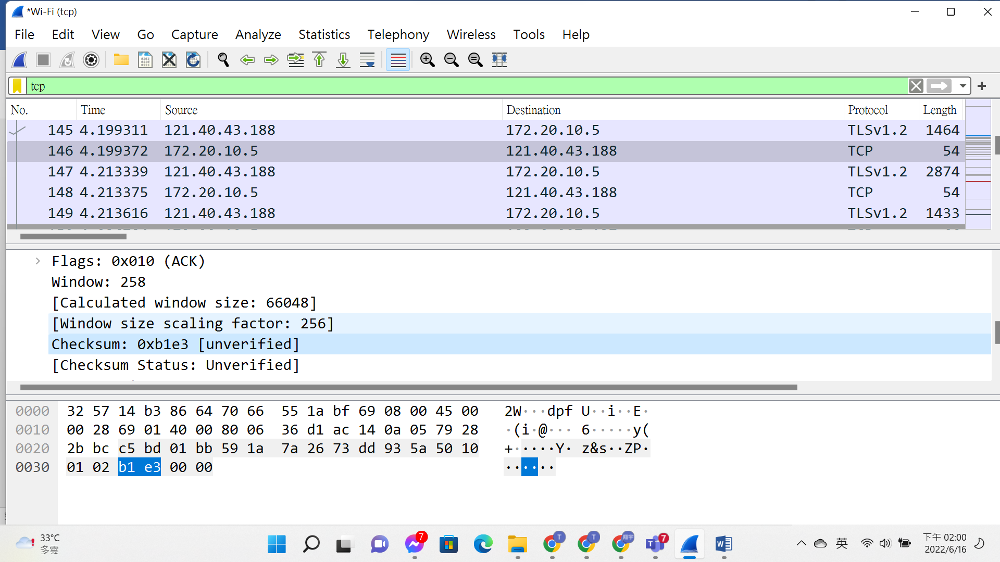 *Wi-Fi (tcp)
File Edit View Go Capture Analyze Statistics Telephony Wireless Tools Help
tcp
No. Time Source Destination Protocol Length
145 4.199311 121.40.43.188 172.20.10.5 TLSv1.2 1464
146 4.199372 172.20.10.5 121.40.43.188 TCP 54
147 4.213339 121.40.43.188 172.20.10.5 TLSv1.2 2874
148 4.213375 172.20.10.5 121.40.43.188 TCP 54
149 4.213616 121.40.43.188 172.20.10.5 TLSv1.2 1433
Flags: 0x010 (ACK)
Window: 258
[Calculated window size: 66048]
[Window size scaling factor: 256]
Checksum: 0xb1e3 [unverified]
[Checksum Status: Unverified]
0000 32 57 14 b3 86 64 70 66 55 1a bf 69 08 00 45 00 2W···dpf U··i··E·
0010 00 28 69 01 40 00 80 06 36 d1 ac 14 0a 05 79 28 ·(i·@··· 6·····y(
0020 2b bc c5 bd 01 bb 59 1a 7a 26 73 dd 93 5a 50 10 +·····Y· z&s··ZP·
0030 01 02 b1 e3 00 00 ······
33°C
多雲
7
T
T
翔宇
7
英
下午 02:00
2022/6/16